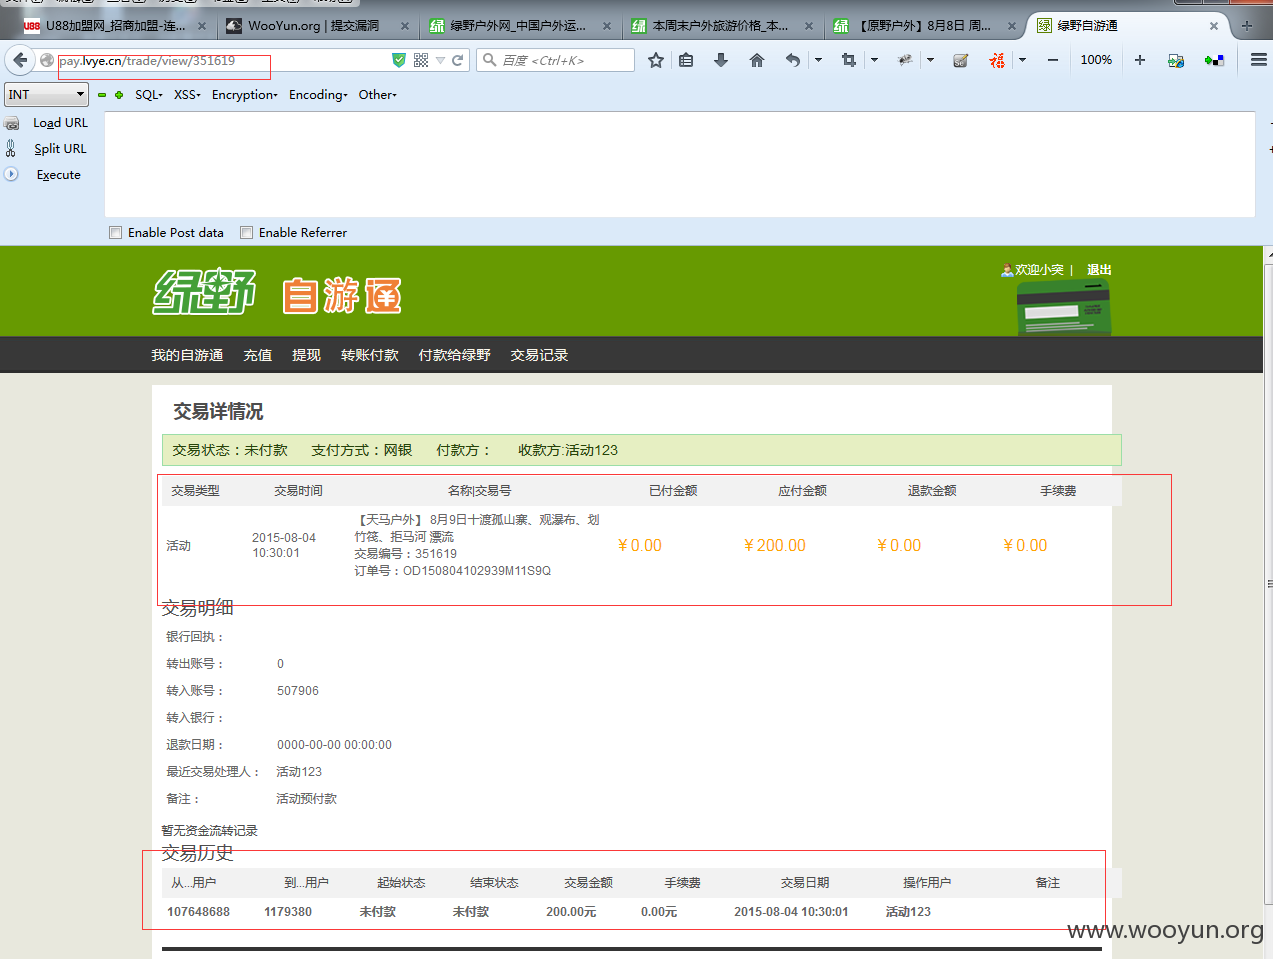 U88加盟网_招商加盟-连...
WooYun.org | 提交漏洞
绿野户外网_中国户外运...
本周末户外旅游价格_本...
【原野户外】8月8日 周...
绿野自游通
pay.lvye.cn/trade/view/351619
百度 <Ctrl+K>
100%
INT
SQL
XSS
Encryption
Encoding
Other
Load URL
Split URL
Execute
Enable Post data
Enable Referrer
绿野 自游通
欢迎小突 | 退出
我的自游通 充值 提现 转账付款 付款给绿野 交易记录
交易详情况
交易状态：未付款 支付方式：网银 付款方： 收款方:活动123
交易类型 交易时间 名称|交易号 已付金额 应付金额 退款金额 手续费
活动
2015-08-04
10:30:01
【天马户外】 8月9日十渡孤山寨、观瀑布、划
竹筏、拒马河 漂流
交易编号：351619
订单号：OD150804102939M11S9Q
￥0.00 ￥200.00 ￥0.00 ￥0.00
交易明细
银行回执：
转出账号： 0
转入账号： 507906
转入银行：
退款日期： 0000-00-00 00:00:00
最近交易处理人： 活动123
备注： 活动预付款
暂无资金流转记录
交易历史
从...用户 到...用户 起始状态 结束状态 交易金额 手续费 交易日期 操作用户 备注
107648688 1179380 未付款 未付款 200.00元 0.00元 2015-08-04 10:30:01 活动123
www.wooyun.org